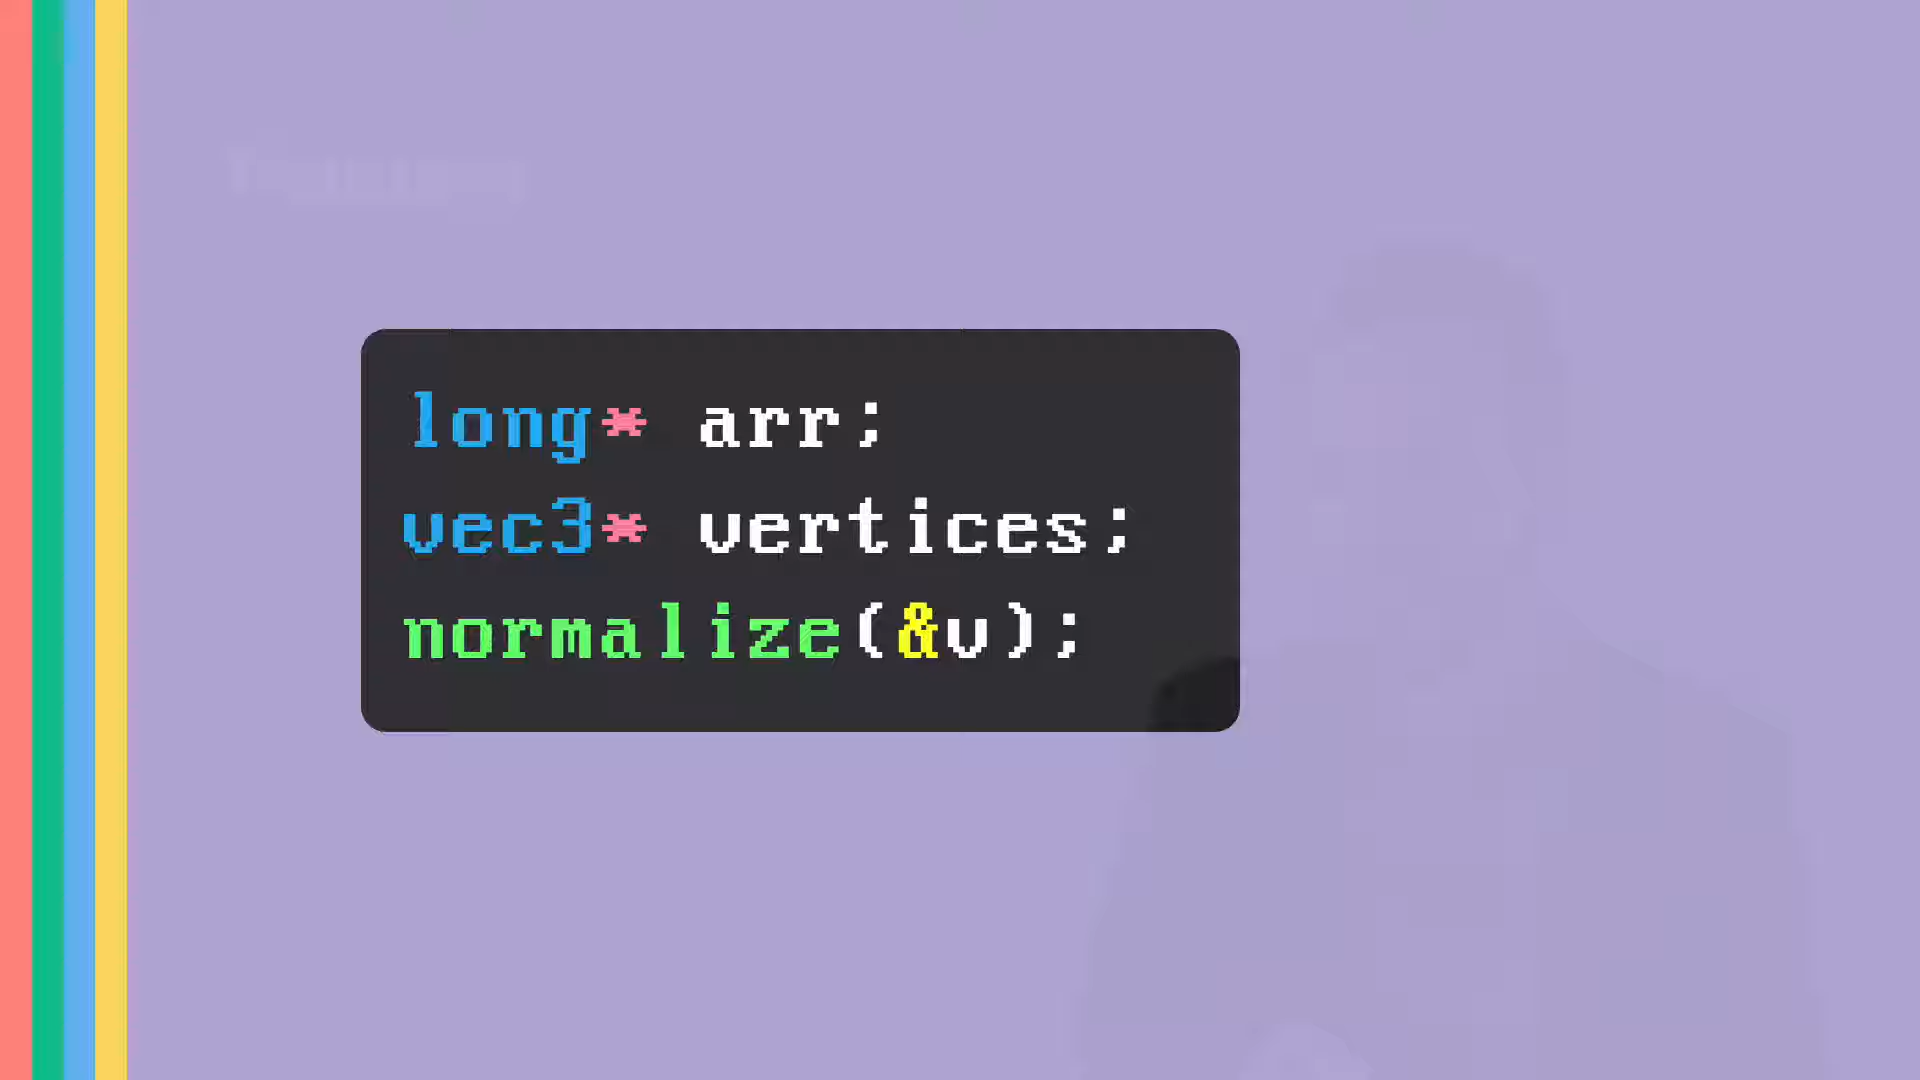 long* arr;
vec3* vertices;
normalize(&v);